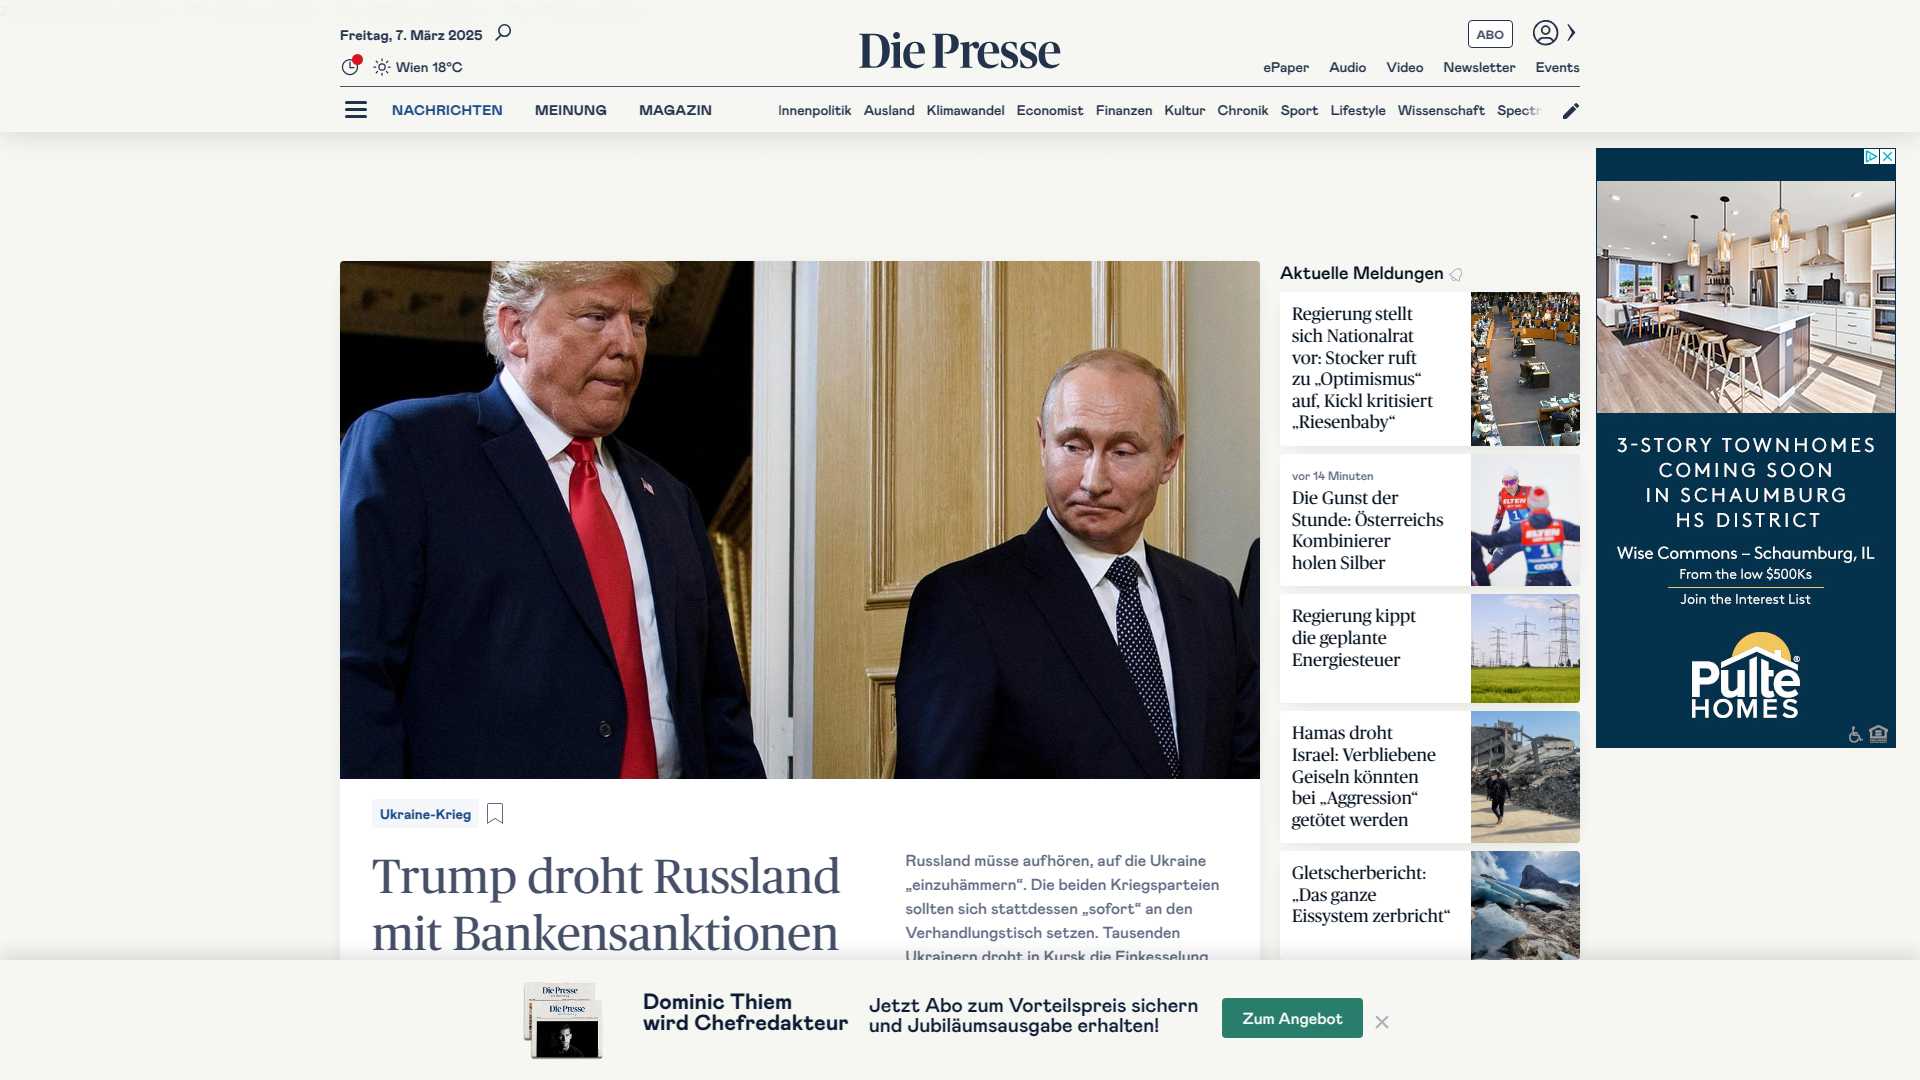 Freitag, 7. März 2025
Wien 18°C
Die Presse
ABO
ePaper Audio Video Newsletter Events
NACHRICHTEN MEINUNG MAGAZIN
Innenpolitik Ausland Klimawandel Economist Finanzen Kultur Chronik Sport Lifestyle Wissenschaft Spectr
Ukraine-Krieg
Trump droht Russland
mit Bankensanktionen
Russland müsse aufhören, auf die Ukraine
„einzuhämmern“. Die beiden Kriegsparteien
sollten sich stattdessen „sofort“ an den
Verhandlungstisch setzen. Tausenden
Ukrainern droht in Kursk die Einkesselung
Aktuelle Meldungen
Regierung stellt
sich Nationalrat
vor: Stocker ruft
zu „Optimismus“
auf, Kickl kritisiert
„Riesenbaby“
vor 14 Minuten
Die Gunst der
Stunde: Österreichs
Kombinierer
holen Silber
Regierung kippt
die geplante
Energiesteuer
Hamas droht
Israel: Verbliebene
Geiseln könnten
bei „Aggression“
getötet werden
Gletscherbericht:
„Das ganze
Eissystem zerbricht“
3-STORY TOWNHOMES
COMING SOON
IN SCHAUMBURG
HS DISTRICT
Wise Commons – Schaumburg, IL
From the low $500Ks
Join the Interest List
Pulte®
HOMES
Die Presse
Die Presse
Dominic Thiem
wird Chefredakteur
Jetzt Abo zum Vorteilspreis sichern
und Jubiläumsausgabe erhalten!
Zum Angebot